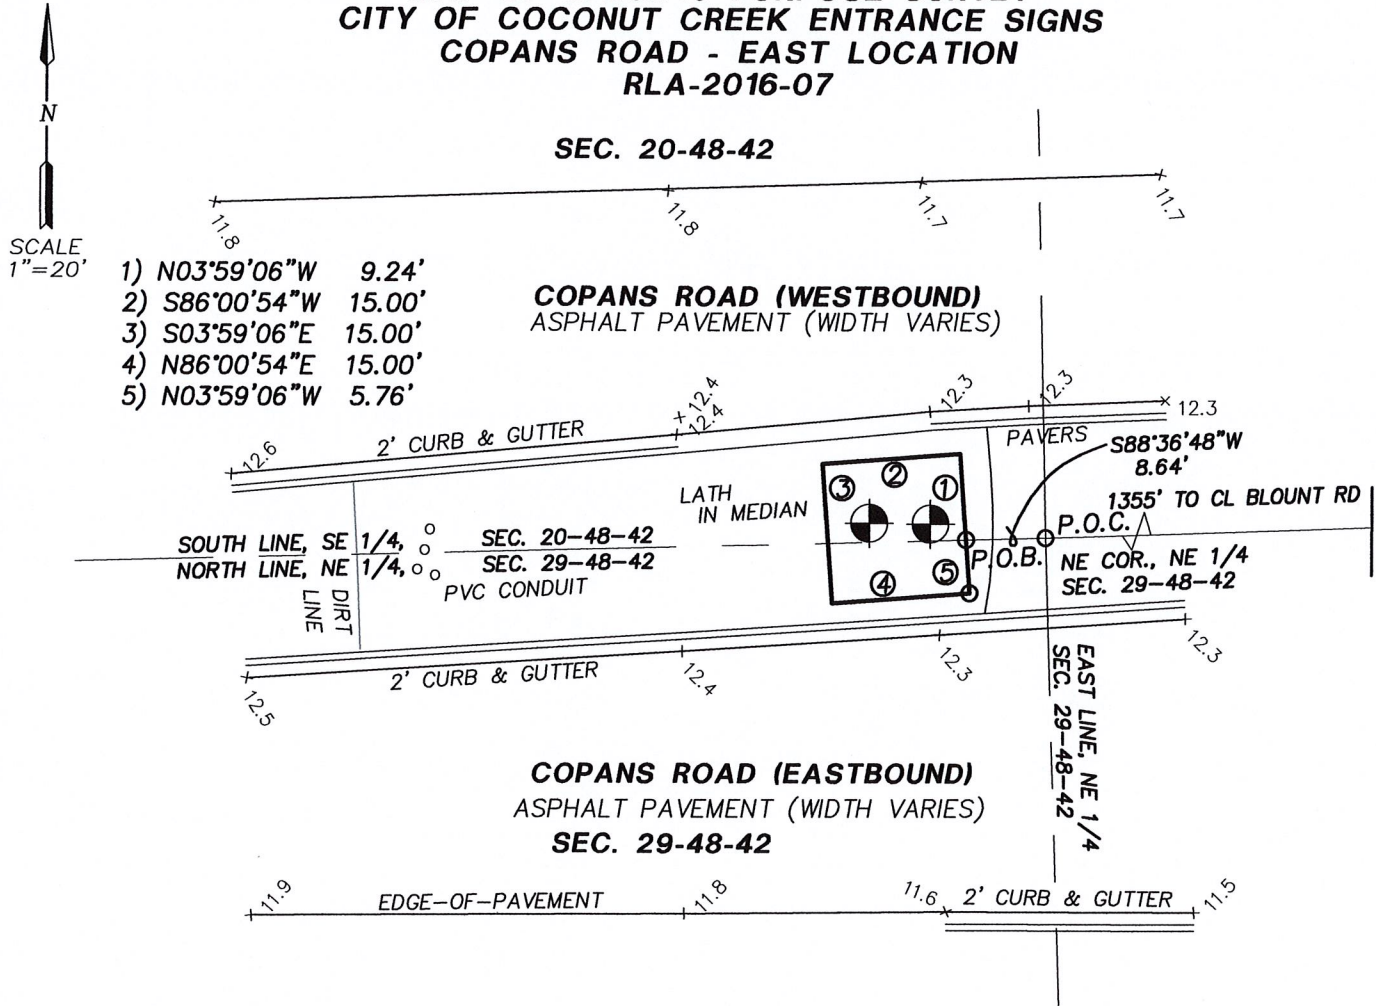 CITY OF COCONUT CREEK ENTRANCE SIGNS
COPANS ROAD - EAST LOCATION
RLA-2016-07
N
SCALE
1"=20'
SEC. 20-48-42
11.8
11.8
11.7
11.7
1) N03°59'06"W 9.24'
2) S86°00'54"W 15.00'
3) S03°59'06"E 15.00'
4) N86°00'54"E 15.00'
5) N03°59'06"W 5.76'
COPANS ROAD (WESTBOUND)
ASPHALT PAVEMENT (WIDTH VARIES)
12.6
2' CURB & GUTTER
12.4
12.4
12.3
12.3
12.3
PAVERS
S88°36'48"W
8.64'
1355' TO CL BLOUNT RD
LATH
IN MEDIAN
3
2
1
4
5
P.O.C.
P.O.B.
NE COR., NE 1/4
SEC. 29-48-42
SOUTH LINE, SE 1/4,
SEC. 20-48-42
NORTH LINE, NE 1/4,
SEC. 29-48-42
PVC CONDUIT
DIRT
LINE
12.5
2' CURB & GUTTER
12.4
12.3
12.3
EAST LINE, NE 1/4
SEC. 29-48-42
COPANS ROAD (EASTBOUND)
ASPHALT PAVEMENT (WIDTH VARIES)
SEC. 29-48-42
11.9
EDGE-OF-PAVEMENT
11.8
11.6
2' CURB & GUTTER
11.5